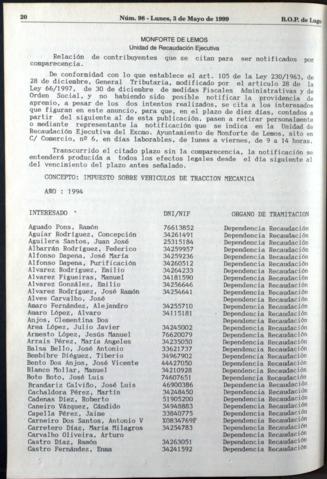 20 Núm. 98 - Lunes, 3 de Mayo de 1999 B.O.P. de Lugo
MONFORTE DE LEMOS
Unidad de Recaudación Ejecutiva
Relación de contribuyentes que se citan para ser notificados por
comparecencia.
De conformidad con lo que establece el art. 105 de la Ley 230/1963, de
28 de diciembre, General Tributaria, modificado por el artículo 28 de la
Ley 66/1997, de 30 de diciembre de medidas Fiscales Administrativas y de
Orden Social, y no habiendo sido posible notificar la providencia de
apremio, a pesar de los dos intentos realizados, se cita a los interesados
que figuran en este anuncio, para que, en el plazo de diez días, contados a
partir del siguiente al de esta publicación, pasen a retirar personalmente
o mediante representante la notificación que se indica en la Unidad de
Recaudación Ejecutiva del Excmo. Ayuntamiento de Monforte de Lemos, sito en
C/ Comercio, nº 6, en días laborables, de lunes a viernes, de 9 a 14 horas.
Transcurrido el citado plazo sin la comparecencia, la notificación se
entenderá producida a todos los efectos legales desde el día siguiente al
del vencimiento del plazo antes señalado.
CONCEPTO: IMPUESTO SOBRE VEHICULOS DE TRACCION MECANICA
AÑO : 1994
INTERESADO DNI/NIF ORGANO DE TRAMITACION
Aguado Pons, Ramón 76613852 Dependencia Recaudación
Aguiar Rodríguez, Concepción 34261491 Dependencia Recaudación
Aguilera Santos, Juan José 25315184 Dependencia Recaudación
Albarrán Rodríguez, Federico 34259957 Dependencia Recaudación
Alfonso Dapena, José María 34259236 Dependencia Recaudación
Alfonso Dapena, Purificación 34260512 Dependencia Recaudación
Alvarez Rodríguez, Emilio 34264233 Dependencia Recaudación
Alvarez Figueiras, Manuel 34181590 Dependencia Recaudación
Alvarez González, Emilio 34256646 Dependencia Recaudación
Alvarez Rodríguez, José Ramón 34254641 Dependencia Recaudación
Alves Carvalho, José Dependencia Recaudación
Amaro Fernández, Alejandro 34255710 Dependencia Recaudación
Amaro López, Alvaro 34115181 Dependencia Recaudación
Anjos, Clementina Dos Dependencia Recaudación
Area López, Julio Javier 34245002 Dependencia Recaudación
Armesto López, Jesús Manuel 76620079 Dependencia Recaudación
Arrais Pérez, María Angeles 34235050 Dependencia Recaudación
Balsa Bello, José Antonio 33621737 Dependencia Recaudación
Bembibre Diéguez, Tiberio 34967902 Dependencia Recaudación
Bento Dos Anjos, José Vicente 44427050 Dependencia Recaudación
Blanco Mollar, Manuel 34210928 Dependencia Recaudación
Boto Boto, José Luis 74607651 Dependencia Recaudación
Brandariz Calviño, José Luis 46900386 Dependencia Recaudación
Cachaldora Pérez, Martín 34248450 Dependencia Recaudación
Cadenas Díez, Roberto 51905200 Dependencia Recaudación
Caneiro Vázquez, Cándido 34948883 Dependencia Recaudación
Capella Pérez, Jaime 33840775 Dependencia Recaudación
Carneiro Dos Santos, Antonio V X0834769F Dependencia Recaudación
Carretero Díaz, María Milagros 34254783 Dependencia Recaudación
Carvalho Oliveira, Arturo Dependencia Recaudación
Castro Díaz, Ramón 34263051 Dependencia Recaudación
Castro Fernández, Enma 34241592 Dependencia Recaudación